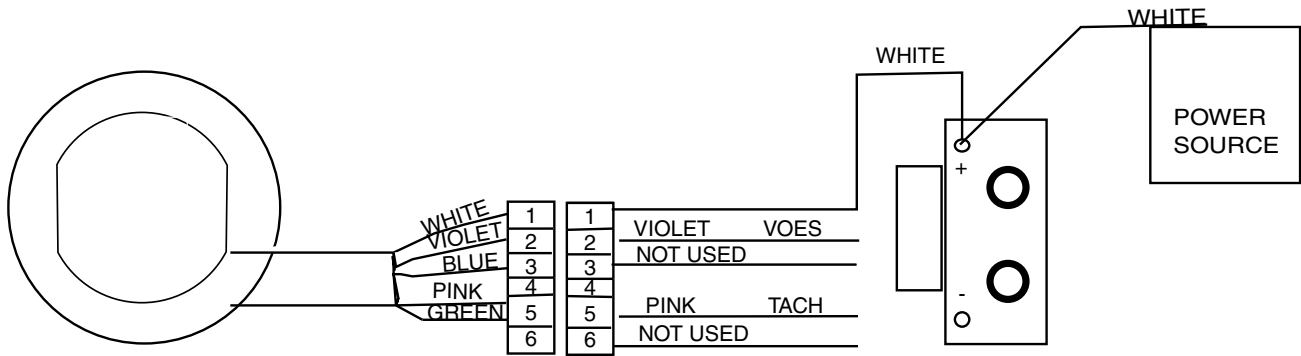 WHITE
WHITE
POWER
SOURCE
+
-
WHITE
VIOLET
BLUE
PINK
GREEN
1
2
3
4
5
6
1
2
3
4
5
6
VIOLET VOES
NOT USED
PINK TACH
NOT USED